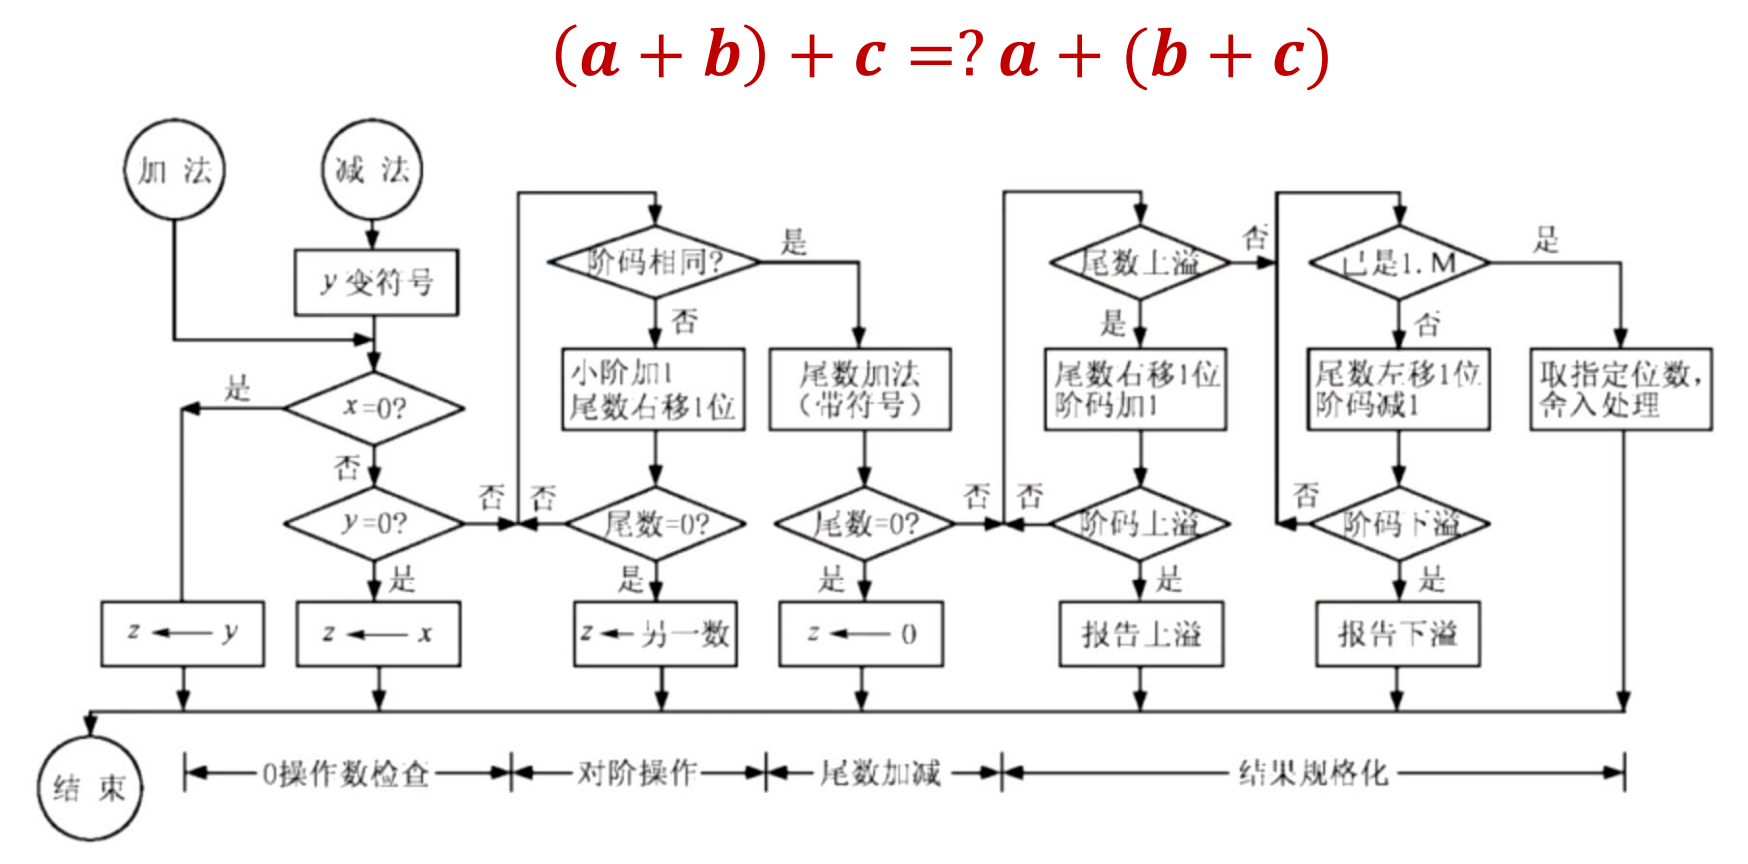 (a + b) + c =? a + (b + c)
加 法
减 法
y 变符号
x=0?
是
否
y=0?
否
是
z ← y
z ← x
阶码相同?
是
否
小阶加1
尾数右移1位
尾数加法
(带符号)
尾数=0?
否
是
z ← 另一数
尾数=0?
否
是
z ← 0
尾数上溢
否
是
尾数右移1位
阶码加1
阶码上溢
否
是
报告上溢
已是1. M
是
否
尾数左移1位
阶码减1
阶码下溢
否
是
报告下溢
取指定位数,
舍入处理
结 束
0操作数检查
对阶操作
尾数加减
结果规格化